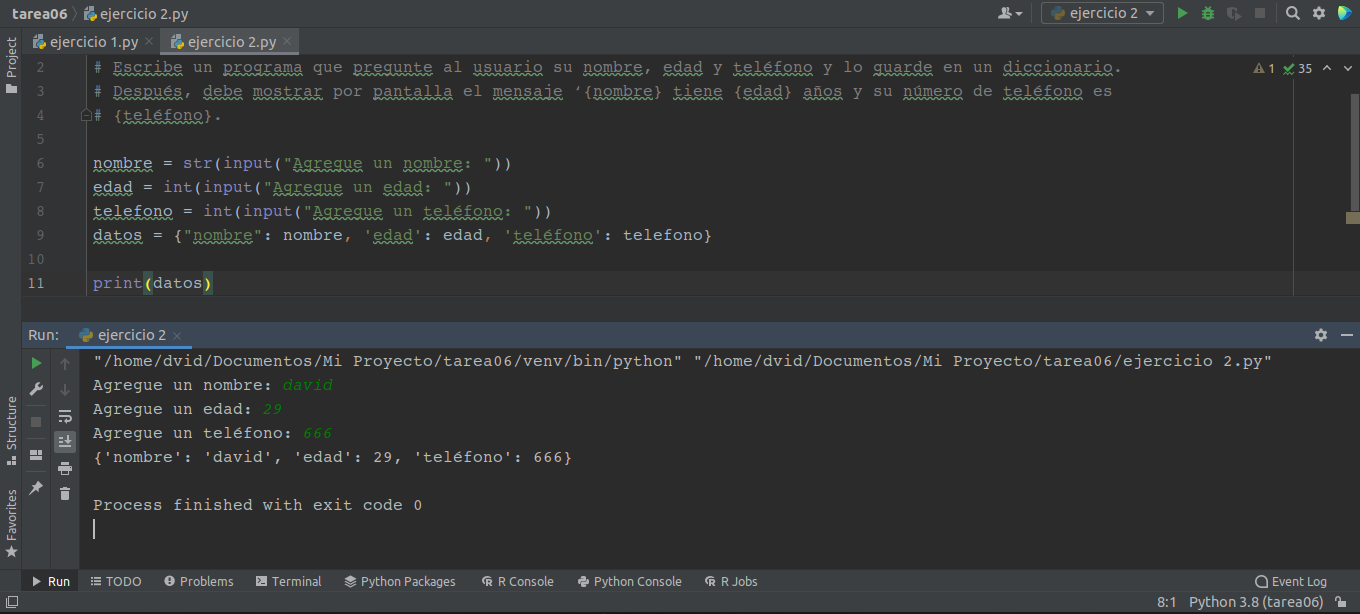 tarea06 ejercicio 2.py
ejercicio 2
ejercicio 1.py ejercicio 2.py
Project
1 35
2 # Escribe un programa que pregunte al usuario su nombre, edad y teléfono y lo guarde en un diccionario.
3 # Después, debe mostrar por pantalla el mensaje ‘{nombre} tiene {edad} años y su número de teléfono es
4 # {teléfono}.
5
6 nombre = str(input("Agregue un nombre: "))
7 edad = int(input("Agregue un edad: "))
8 telefono = int(input("Agregue un teléfono: "))
9 datos = {"nombre": nombre, 'edad': edad, 'teléfono': telefono}
10
11 print(datos)
Run: ejercicio 2
"/home/dvid/Documentos/Mi Proyecto/tarea06/venv/bin/python" "/home/dvid/Documentos/Mi Proyecto/tarea06/ejercicio 2.py"
Agregue un nombre: david
Agregue un edad: 29
Agregue un teléfono: 666
{'nombre': 'david', 'edad': 29, 'teléfono': 666}
Process finished with exit code 0
Structure
Favorites
Run TODO Problems Terminal Python Packages R Console Python Console R Jobs Event Log
8:1 Python 3.8 (tarea06)